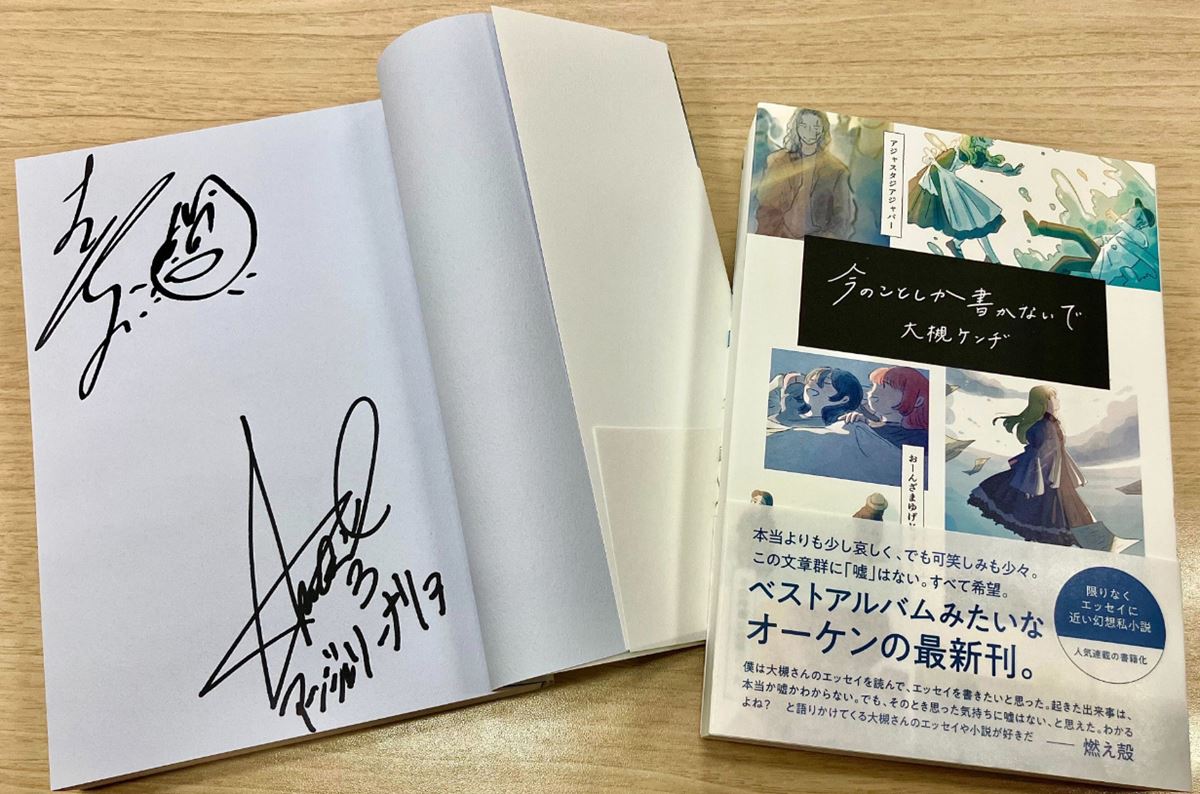 アジャスタジアジャパー
今のことしか書かないで
大槻ケンヂ
おーんざまゆげ
本当よりも少し哀しく、でも可笑しみも少々。
この文章群に「嘘」はない。すべて希望。
ベストアルバムみたいな
オーケンの最新刊。
限りなく
エッセイに
近い幻想私小説
人気連載の書籍化
僕は大槻さんのエッセイを読んで、エッセイを書きたいと思った。起きた出来事は、
本当か嘘かわからない。でも、そのとき思った気持ちに嘘はない、と思えた。わかる
よね? と語りかけてくる大槻さんのエッセイや小説が好きだ
── 燃え殻